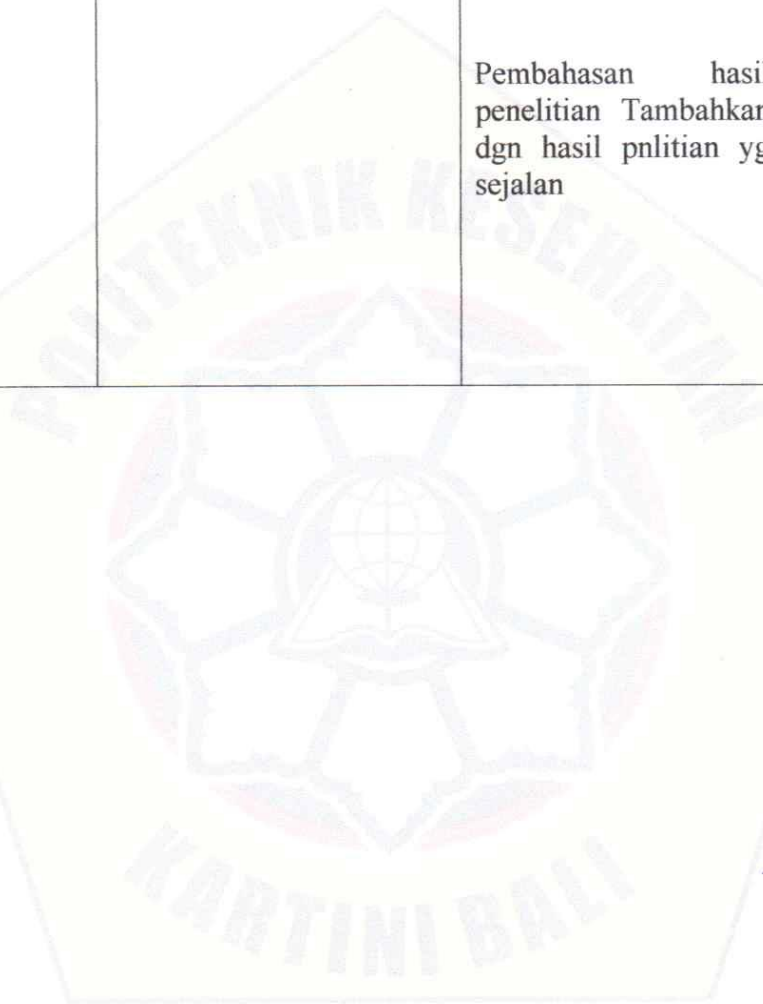 Pembahasan hasil
penelitian Tambahkan
dgn hasil pnlitian yg
sejalan
POLITEKNIK KESEHATAN
KARTINI BALI